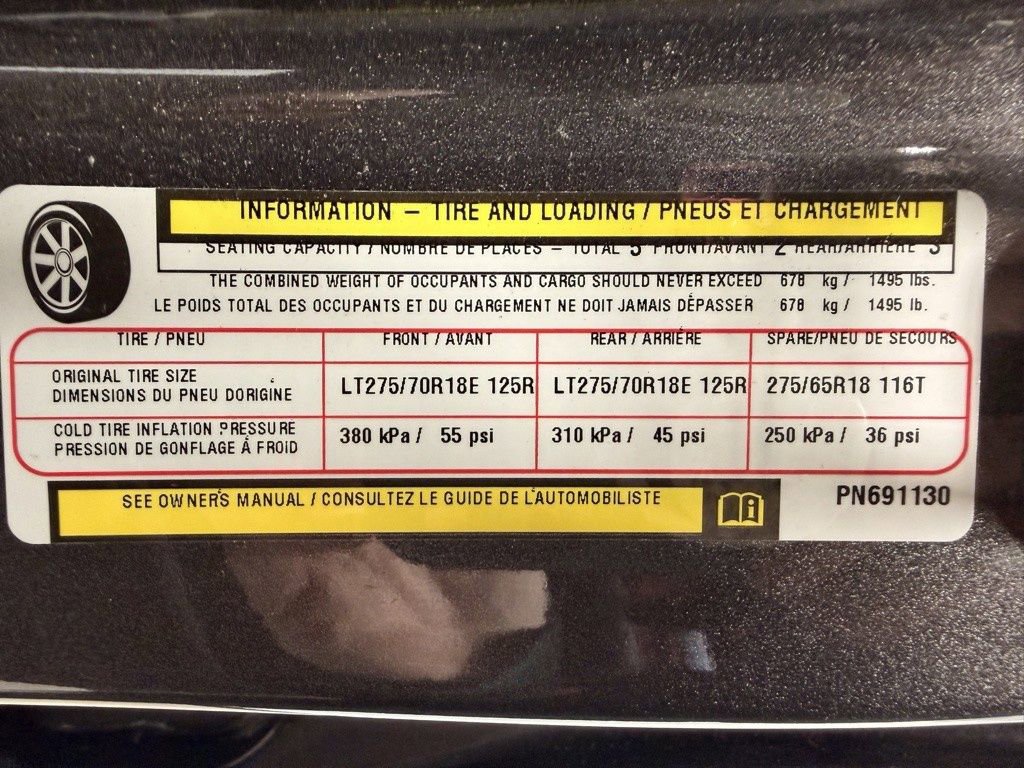 INFORMATION – TIRE AND LOADING / PNEUS ET CHARGEMENT
SEATING CAPACITY / NOMBRE DE PLACES – TOTAL 5 FRONT/AVANT 2 REAR/ARRIÈRE 3
THE COMBINED WEIGHT OF OCCUPANTS AND CARGO SHOULD NEVER EXCEED 678 kg / 1495 lbs.
LE POIDS TOTAL DES OCCUPANTS ET DU CHARGEMENT NE DOIT JAMAIS DÉPASSER 678 kg / 1495 lb.
TIRE / PNEU FRONT / AVANT REAR / ARRIÉRE SPARE/PNEU DE SECOURS
ORIGINAL TIRE SIZE
DIMENSIONS DU PNEU DORIGINE LT275/70R18E 125R LT275/70R18E 125R 275/65R18 116T
COLD TIRE INFLATION PRESSURE
PRESSION DE GONFLAGE Á FROID 380 kPa / 55 psi 310 kPa / 45 psi 250 kPa / 36 psi
SEE OWNER'S MANUAL / CONSULTEZ LE GUIDE DE L'AUTOMOBILISTE
PN691130